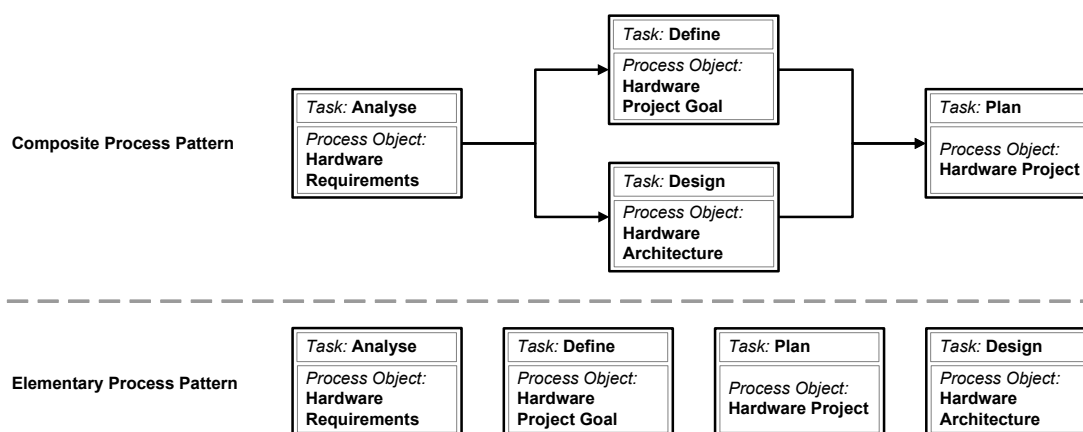 Task: Define
Process Object:
Hardware
Project Goal
Composite Process Pattern
Task: Analyse
Process Object:
Hardware
Requirements
Task: Plan
Process Object:
Hardware Project
Task: Design
Process Object:
Hardware
Architecture
Elementary Process Pattern
Task: Analyse
Process Object:
Hardware
Requirements
Task: Define
Process Object:
Hardware
Project Goal
Task: Plan
Process Object:
Hardware Project
Task: Design
Process Object:
Hardware
Architecture